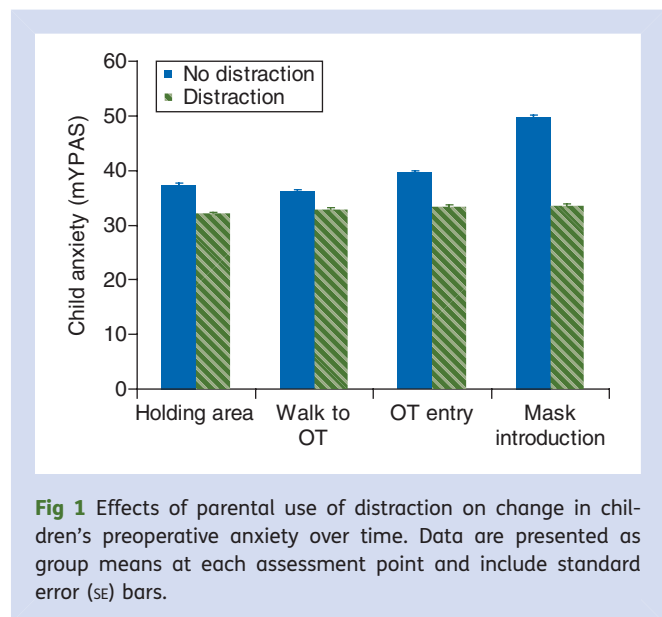 60
50
40
30
20
10
0
Child anxiety (mYPAS)
No distraction
Distraction
Holding area
Walk to
OT
OT entry
Mask
introduction
Fig 1 Effects of parental use of distraction on change in chil-
dren's preoperative anxiety over time. Data are presented as
group means at each assessment point and include standard
error (SE) bars.